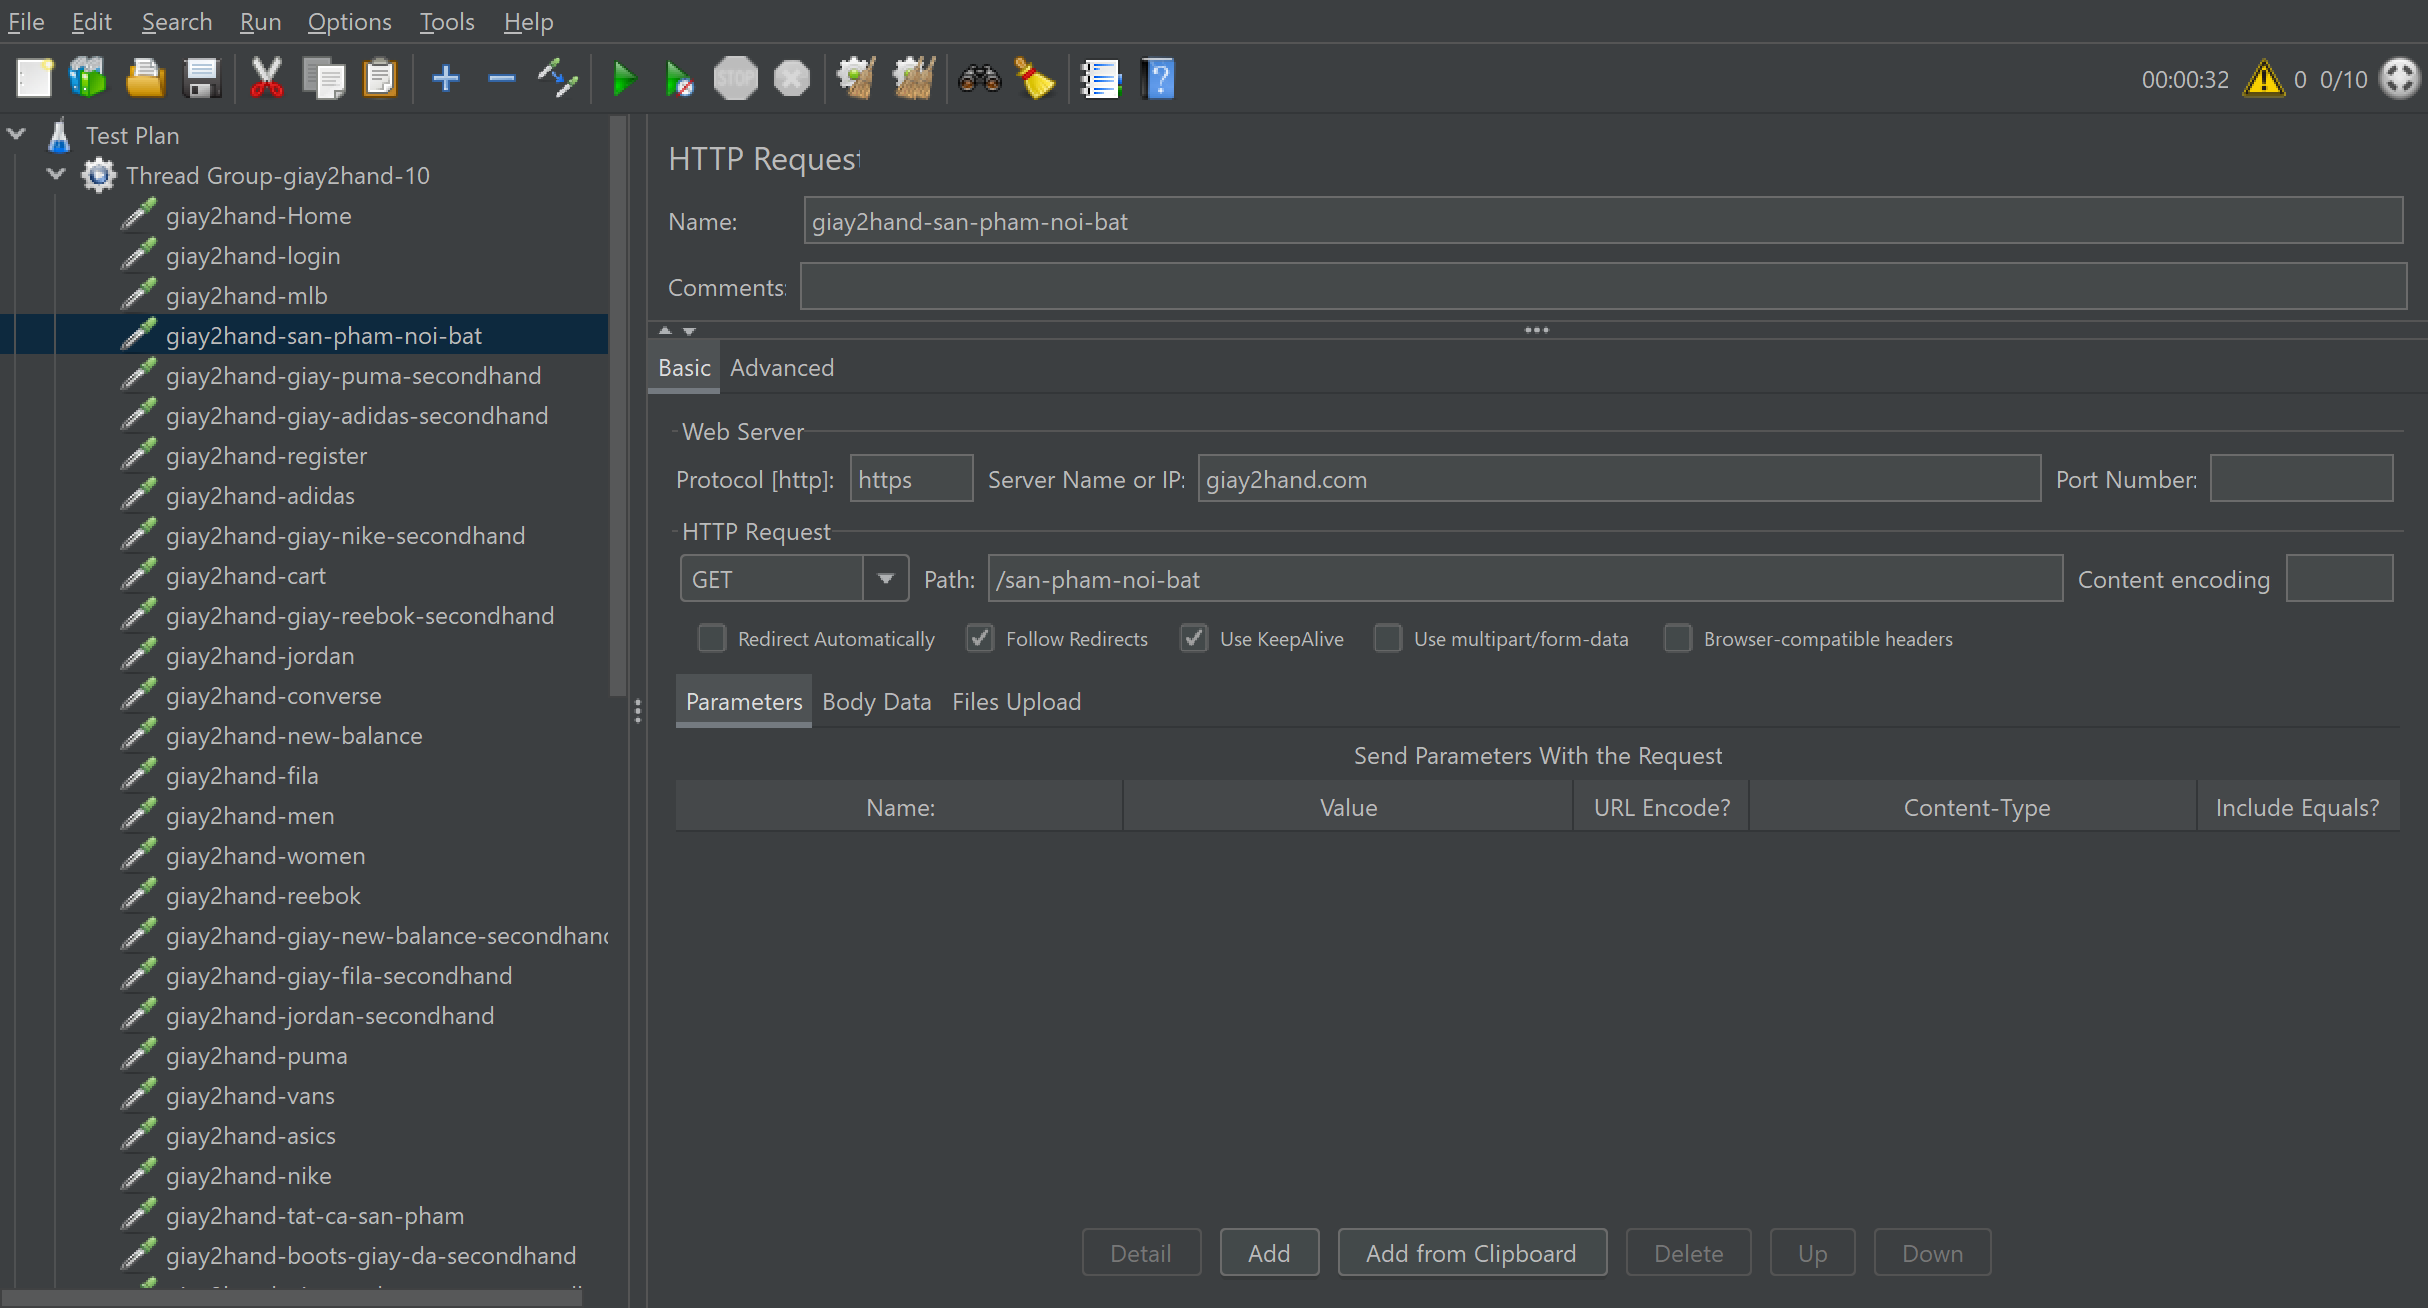 File Edit Search Run Options Tools Help
STOP
00:00:32 0 0/10
Test Plan
Thread Group-giay2hand-10
giay2hand-Home
giay2hand-login
giay2hand-mlb
giay2hand-san-pham-noi-bat
giay2hand-giay-puma-secondhand
giay2hand-giay-adidas-secondhand
giay2hand-register
giay2hand-adidas
giay2hand-giay-nike-secondhand
giay2hand-cart
giay2hand-giay-reebok-secondhand
giay2hand-jordan
giay2hand-converse
giay2hand-new-balance
giay2hand-fila
giay2hand-men
giay2hand-women
giay2hand-reebok
giay2hand-giay-new-balance-secondhand
giay2hand-giay-fila-secondhand
giay2hand-jordan-secondhand
giay2hand-puma
giay2hand-vans
giay2hand-asics
giay2hand-nike
giay2hand-tat-ca-san-pham
giay2hand-boots-giay-da-secondhand
HTTP Request
Name: giay2hand-san-pham-noi-bat
Comments:
Basic Advanced
Web Server
Protocol [http]: https Server Name or IP: giay2hand.com Port Number:
HTTP Request
GET Path: /san-pham-noi-bat Content encoding
Redirect Automatically Follow Redirects Use KeepAlive Use multipart/form-data Browser-compatible headers
Parameters Body Data Files Upload
Send Parameters With the Request
Name: Value URL Encode? Content-Type Include Equals?
Detail Add Add from Clipboard Delete Up Down